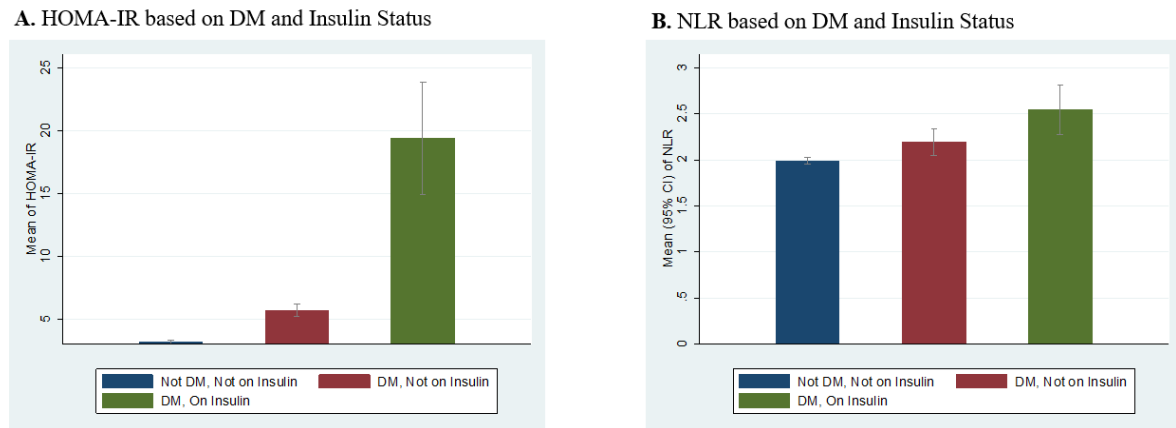 A. HOMA-IR based on DM and Insulin Status
Mean of HOMA-IR
25
20
15
10
5
Not DM, Not on Insulin
DM, Not on Insulin
DM, On Insulin
B. NLR based on DM and Insulin Status
Mean (95% CI) of NLR
3
2.5
2
1.5
1
.5
0
Not DM, Not on Insulin
DM, Not on Insulin
DM, On Insulin